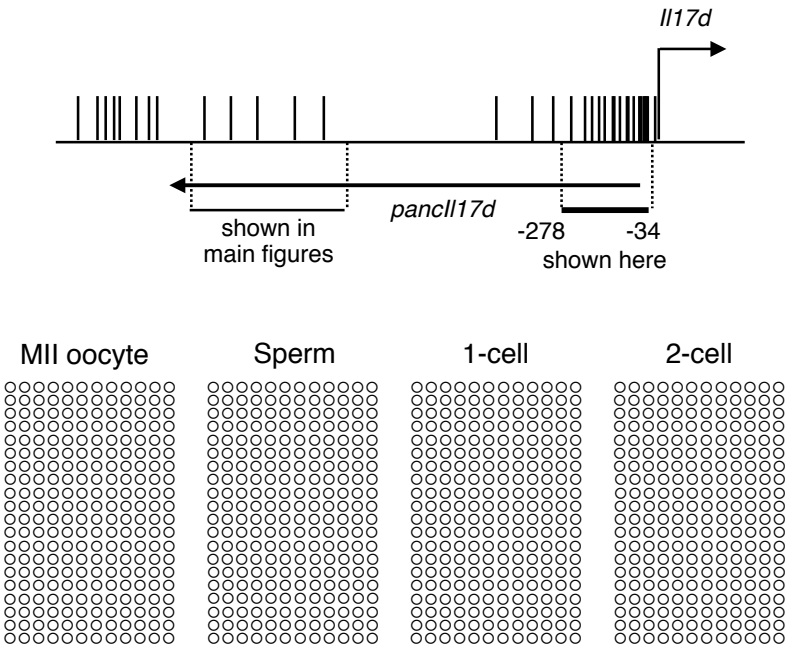 Il17d
pancIl17d
shown in
main figures
-278
-34
shown here
MII oocyte
Sperm
1-cell
2-cell